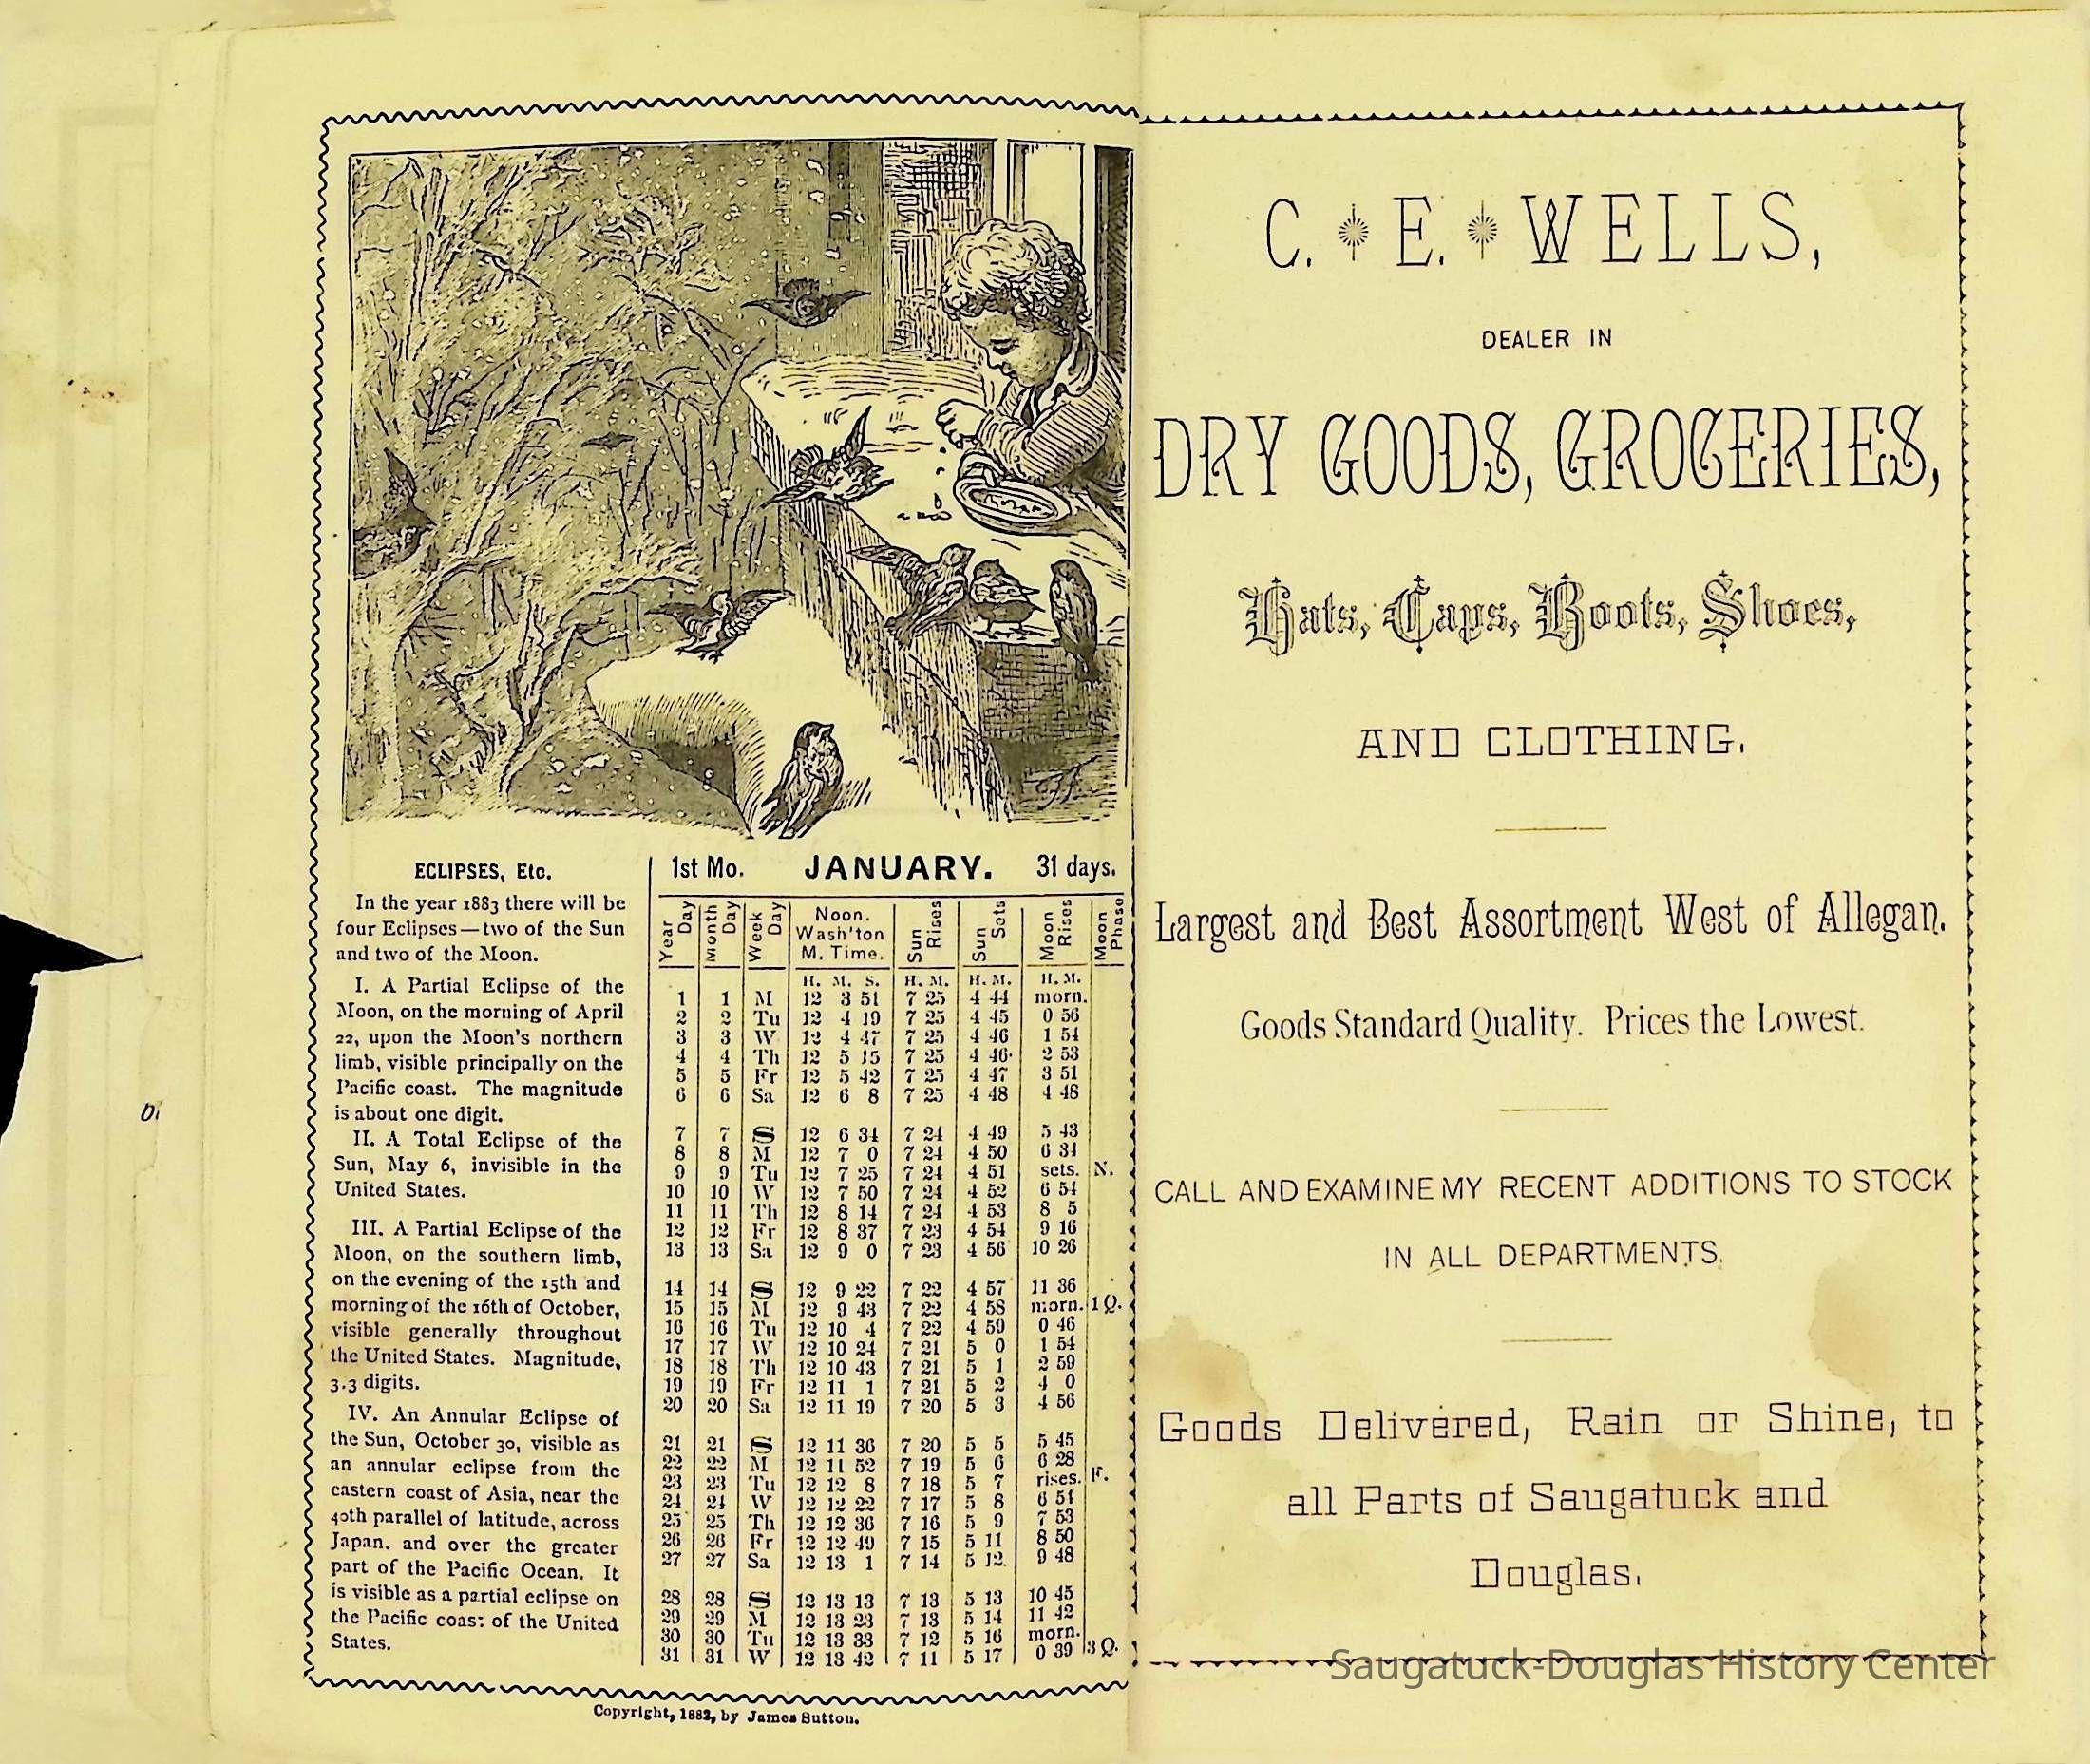 ECLIPSES, Etc.
In the year 1883 there will be
four Eclipses—two of the Sun
and two of the Moon.
I. A Partial Eclipse of the
Moon, on the morning of April
22, upon the Moon's northern
limb, visible principally on the
Pacific coast. The magnitude
is about one digit.
II. A Total Eclipse of the
Sun, May 6, invisible in the
United States.
III. A Partial Eclipse of the
Moon, on the southern limb,
on the evening of the 15th and
morning of the 16th of October,
visible generally throughout
the United States. Magnitude,
3.3 digits.
IV. An Annular Eclipse of
the Sun, October 30, visible as
an annular eclipse from the
eastern coast of Asia, near the
40th parallel of latitude, across
Japan, and over the greater
part of the Pacific Ocean. It
is visible as a partial eclipse on
the Pacific coast of the United
States.
1st Mo. JANUARY. 31 days.
Year Day Month Day Week Day Noon. Wash'ton M. Time. Sun Rises Sun Sets Moon Rises Moon Phase
H. M. S. H. M. H. M. H. M.
1 1 M 12 3 51 7 25 4 44 morn.
2 2 Tu 12 4 19 7 25 4 45 0 56
3 3 W 12 4 47 7 25 4 46 1 54
4 4 Th 12 5 15 7 25 4 46 2 53
5 5 Fr 12 5 42 7 25 4 47 3 51
6 6 Sa 12 6 8 7 25 4 48 4 48
7 7 S 12 6 34 7 24 4 49 5 43
8 8 M 12 7 0 7 24 4 50 6 34
9 9 Tu 12 7 25 7 24 4 51 sets. N.
10 10 W 12 7 50 7 24 4 52 6 54
11 11 Th 12 8 14 7 24 4 53 8 5
12 12 Fr 12 8 37 7 23 4 54 9 16
13 13 Sa 12 9 0 7 23 4 56 10 26
14 14 S 12 9 22 7 22 4 57 11 36
15 15 M 12 9 43 7 22 4 58 morn. 1 Q.
16 16 Tu 12 10 4 7 22 4 59 0 46
17 17 W 12 10 24 7 21 5 0 1 54
18 18 Th 12 10 43 7 21 5 1 2 59
19 19 Fr 12 11 1 7 21 5 2 4 0
20 20 Sa 12 11 19 7 20 5 3 4 56
21 21 S 12 11 36 7 20 5 5 5 45
22 22 M 12 11 52 7 19 5 6 6 28
23 23 Tu 12 12 8 7 18 5 7 rises. F.
24 24 W 12 12 22 7 17 5 8 6 51
25 25 Th 12 12 36 7 16 5 9 7 53
26 26 Fr 12 12 49 7 15 5 11 8 50
27 27 Sa 12 13 1 7 14 5 12 9 48
28 28 S 12 13 13 7 13 5 13 10 45
29 29 M 12 13 23 7 13 5 14 11 42
30 30 Tu 12 13 33 7 12 5 16 morn.
31 31 W 12 13 42 7 11 5 17 0 39 3 Q.
Copyright, 1882, by James Sutton.
C. E. WELLS,
DEALER IN
DRY GOODS, GROCERIES,
Hats, Caps, Boots, Shoes,
AND CLOTHING.
Largest and Best Assortment West of Allegan.
Goods Standard Quality. Prices the Lowest.
CALL AND EXAMINE MY RECENT ADDITIONS TO STOCK
IN ALL DEPARTMENTS.
Goods Delivered, Rain or Shine, to
all Parts of Saugatuck and
Douglas.
Saugatuck-Douglas History Center